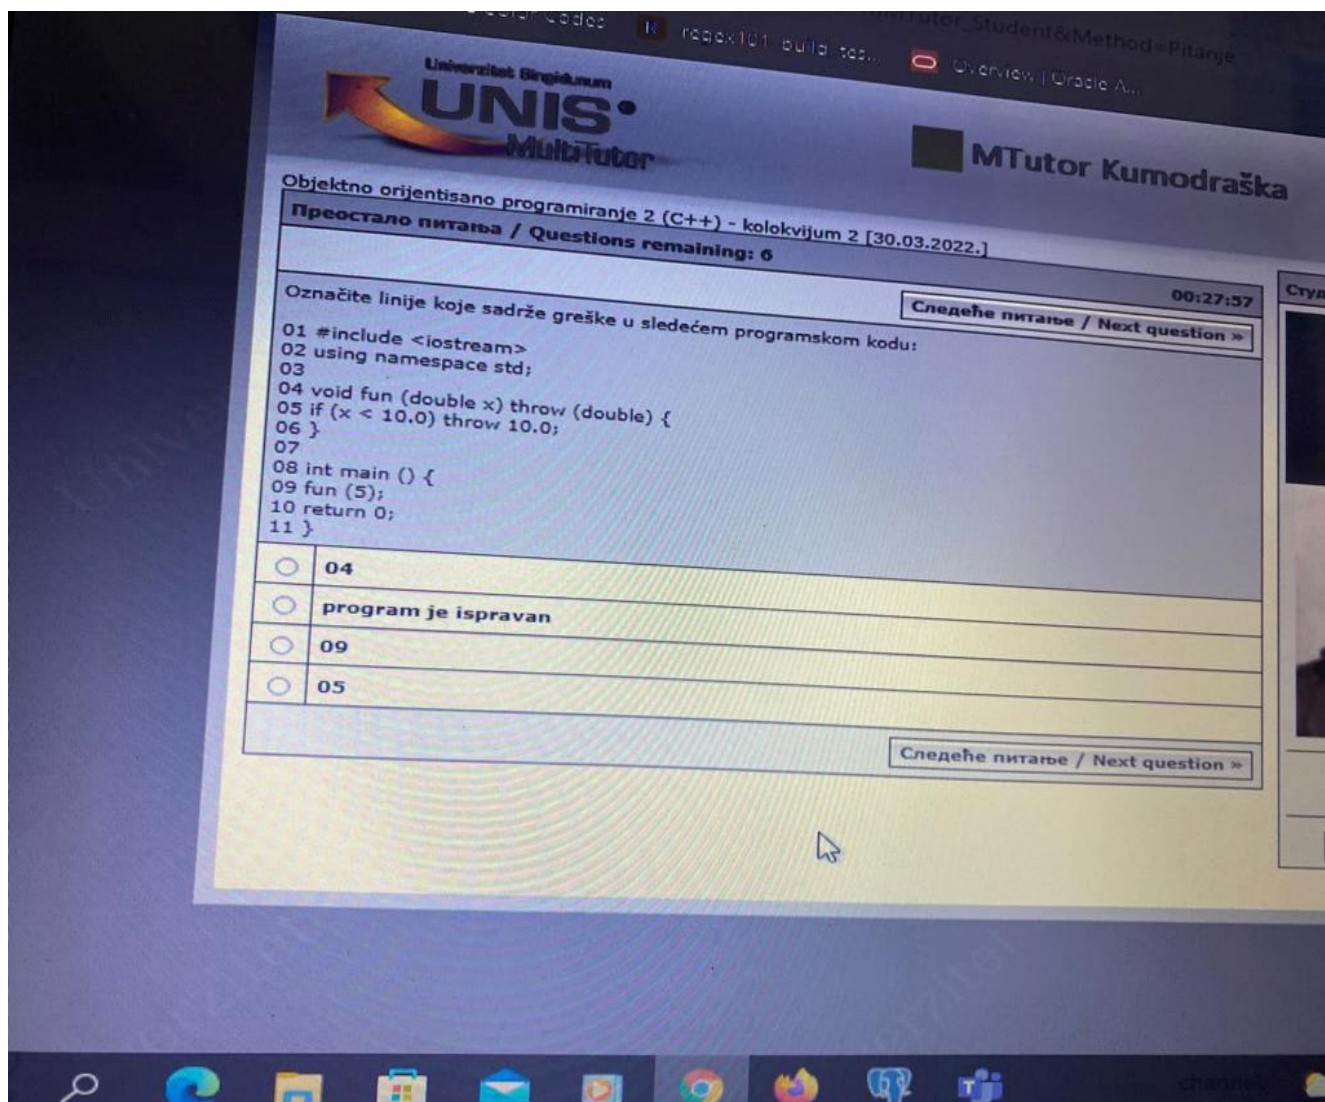 regex101 build tes...
Overview | Oracle A...
Univerzitet Singidunum
UNIS
MultiTutor
MTutor Kumodraška
Objektno orijentisano programiranje 2 (C++) - kolokvijum 2 [30.03.2022.]
Преостало питања / Questions remaining: 6
00:27:57
Следеће питање / Next question »
Označite linije koje sadrže greške u sledećem programskom kodu:
01 #include <iostream>
02 using namespace std;
03
04 void fun (double x) throw (double) {
05 if (x < 10.0) throw 10.0;
06 }
07
08 int main () {
09 fun (5);
10 return 0;
11 }
04
program je ispravan
09
05
Следеће питање / Next question »